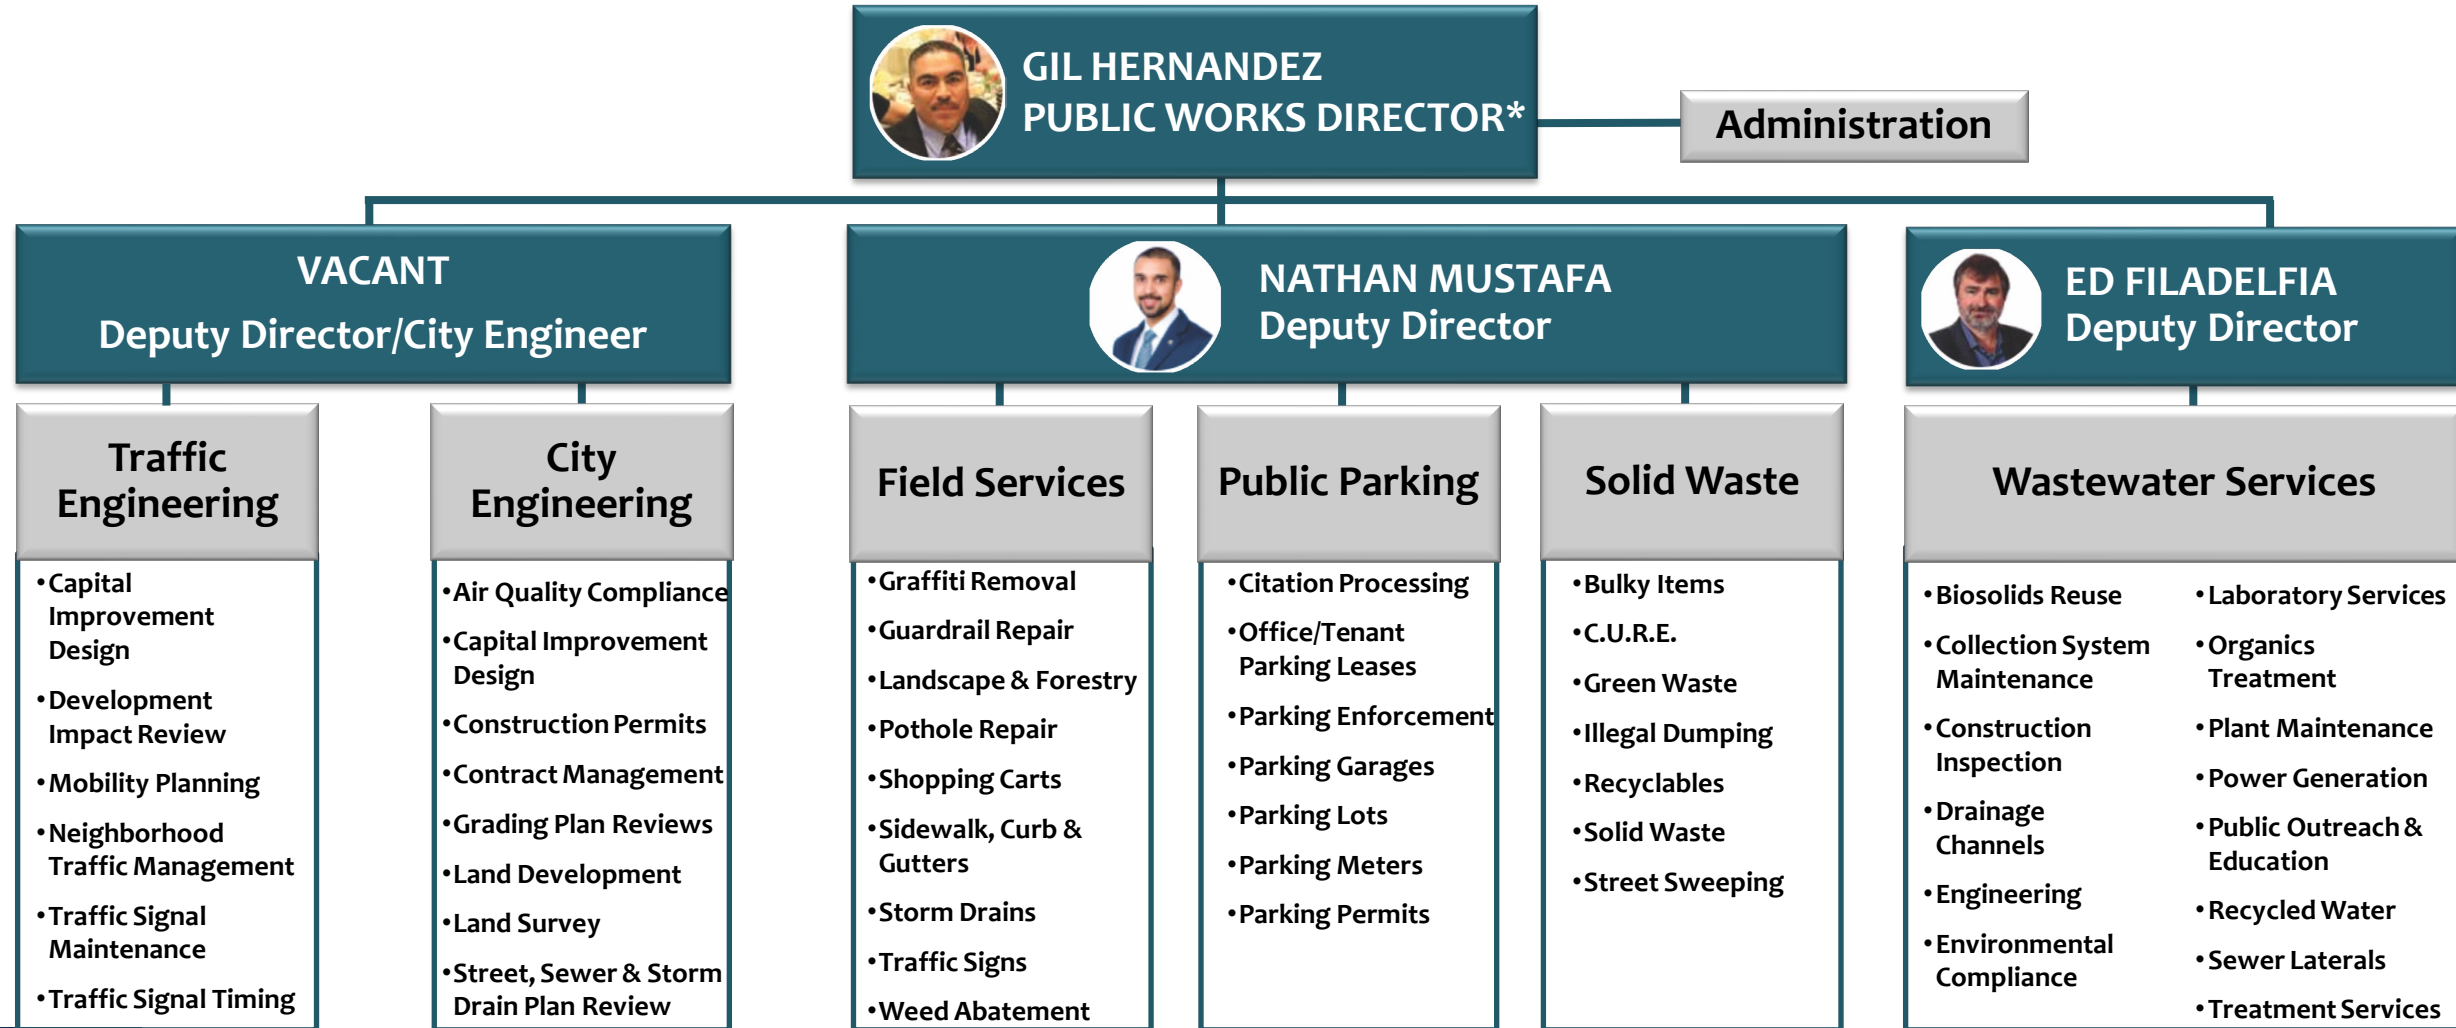 GIL HERNANDEZ
PUBLIC WORKS DIRECTOR*
Administration
VACANT
Deputy Director/City Engineer
NATHAN MUSTAFA
Deputy Director
ED FILADELFIA
Deputy Director
Traffic
Engineering
•Capital
Improvement
Design
•Development
Impact Review
•Mobility Planning
•Neighborhood
Traffic Management
•Traffic Signal
Maintenance
•Traffic Signal Timing
City
Engineering
•Air Quality Compliance
•Capital Improvement
Design
•Construction Permits
•Contract Management
•Grading Plan Reviews
•Land Development
•Land Survey
•Street, Sewer & Storm
Drain Plan Review
Field Services
•Graffiti Removal
•Guardrail Repair
•Landscape & Forestry
•Pothole Repair
•Shopping Carts
•Sidewalk, Curb &
Gutters
•Storm Drains
•Traffic Signs
•Weed Abatement
Public Parking
•Citation Processing
•Office/Tenant
Parking Leases
•Parking Enforcement
•Parking Garages
•Parking Lots
•Parking Meters
•Parking Permits
Solid Waste
•Bulky Items
•C.U.R.E.
•Green Waste
•Illegal Dumping
•Recyclables
•Solid Waste
•Street Sweeping
Wastewater Services
•Biosolids Reuse
•Collection System
Maintenance
•Construction
Inspection
•Drainage
Channels
•Engineering
•Environmental
Compliance
•Laboratory Services
•Organics
Treatment
•Plant Maintenance
•Power Generation
•Public Outreach &
Education
•Recycled Water
•Sewer Laterals
•Treatment Services